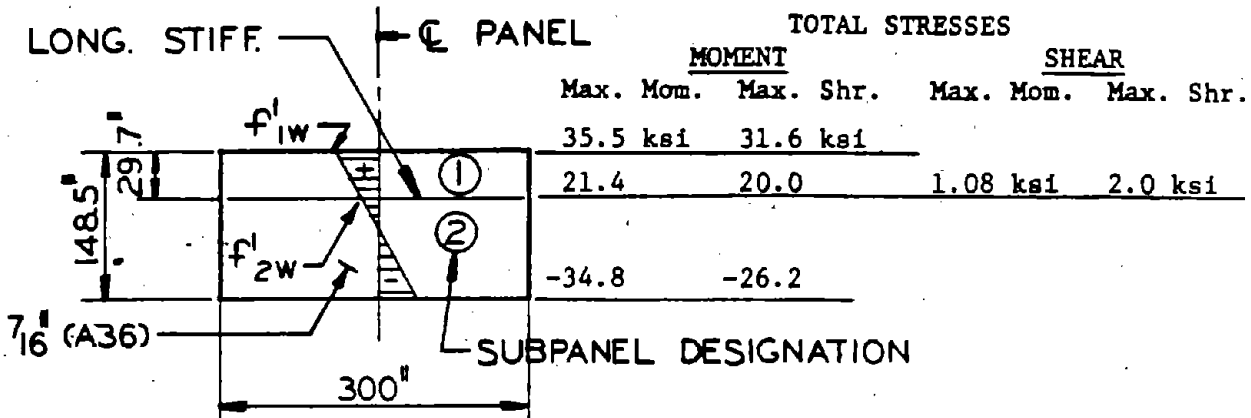 TOTAL STRESSES
LONG. STIFF.
℄ PANEL
MOMENT SHEAR
Max. Mom. Max. Shr. Max. Mom. Max. Shr.
f'1W
35.5 ksi 31.6 ksi
29.7"
+
1
21.4 20.0 1.08 ksi 2.0 ksi
148.5"
2
f'2W
-
-34.8 -26.2
7/16" (A36)
SUBPANEL DESIGNATION
300"